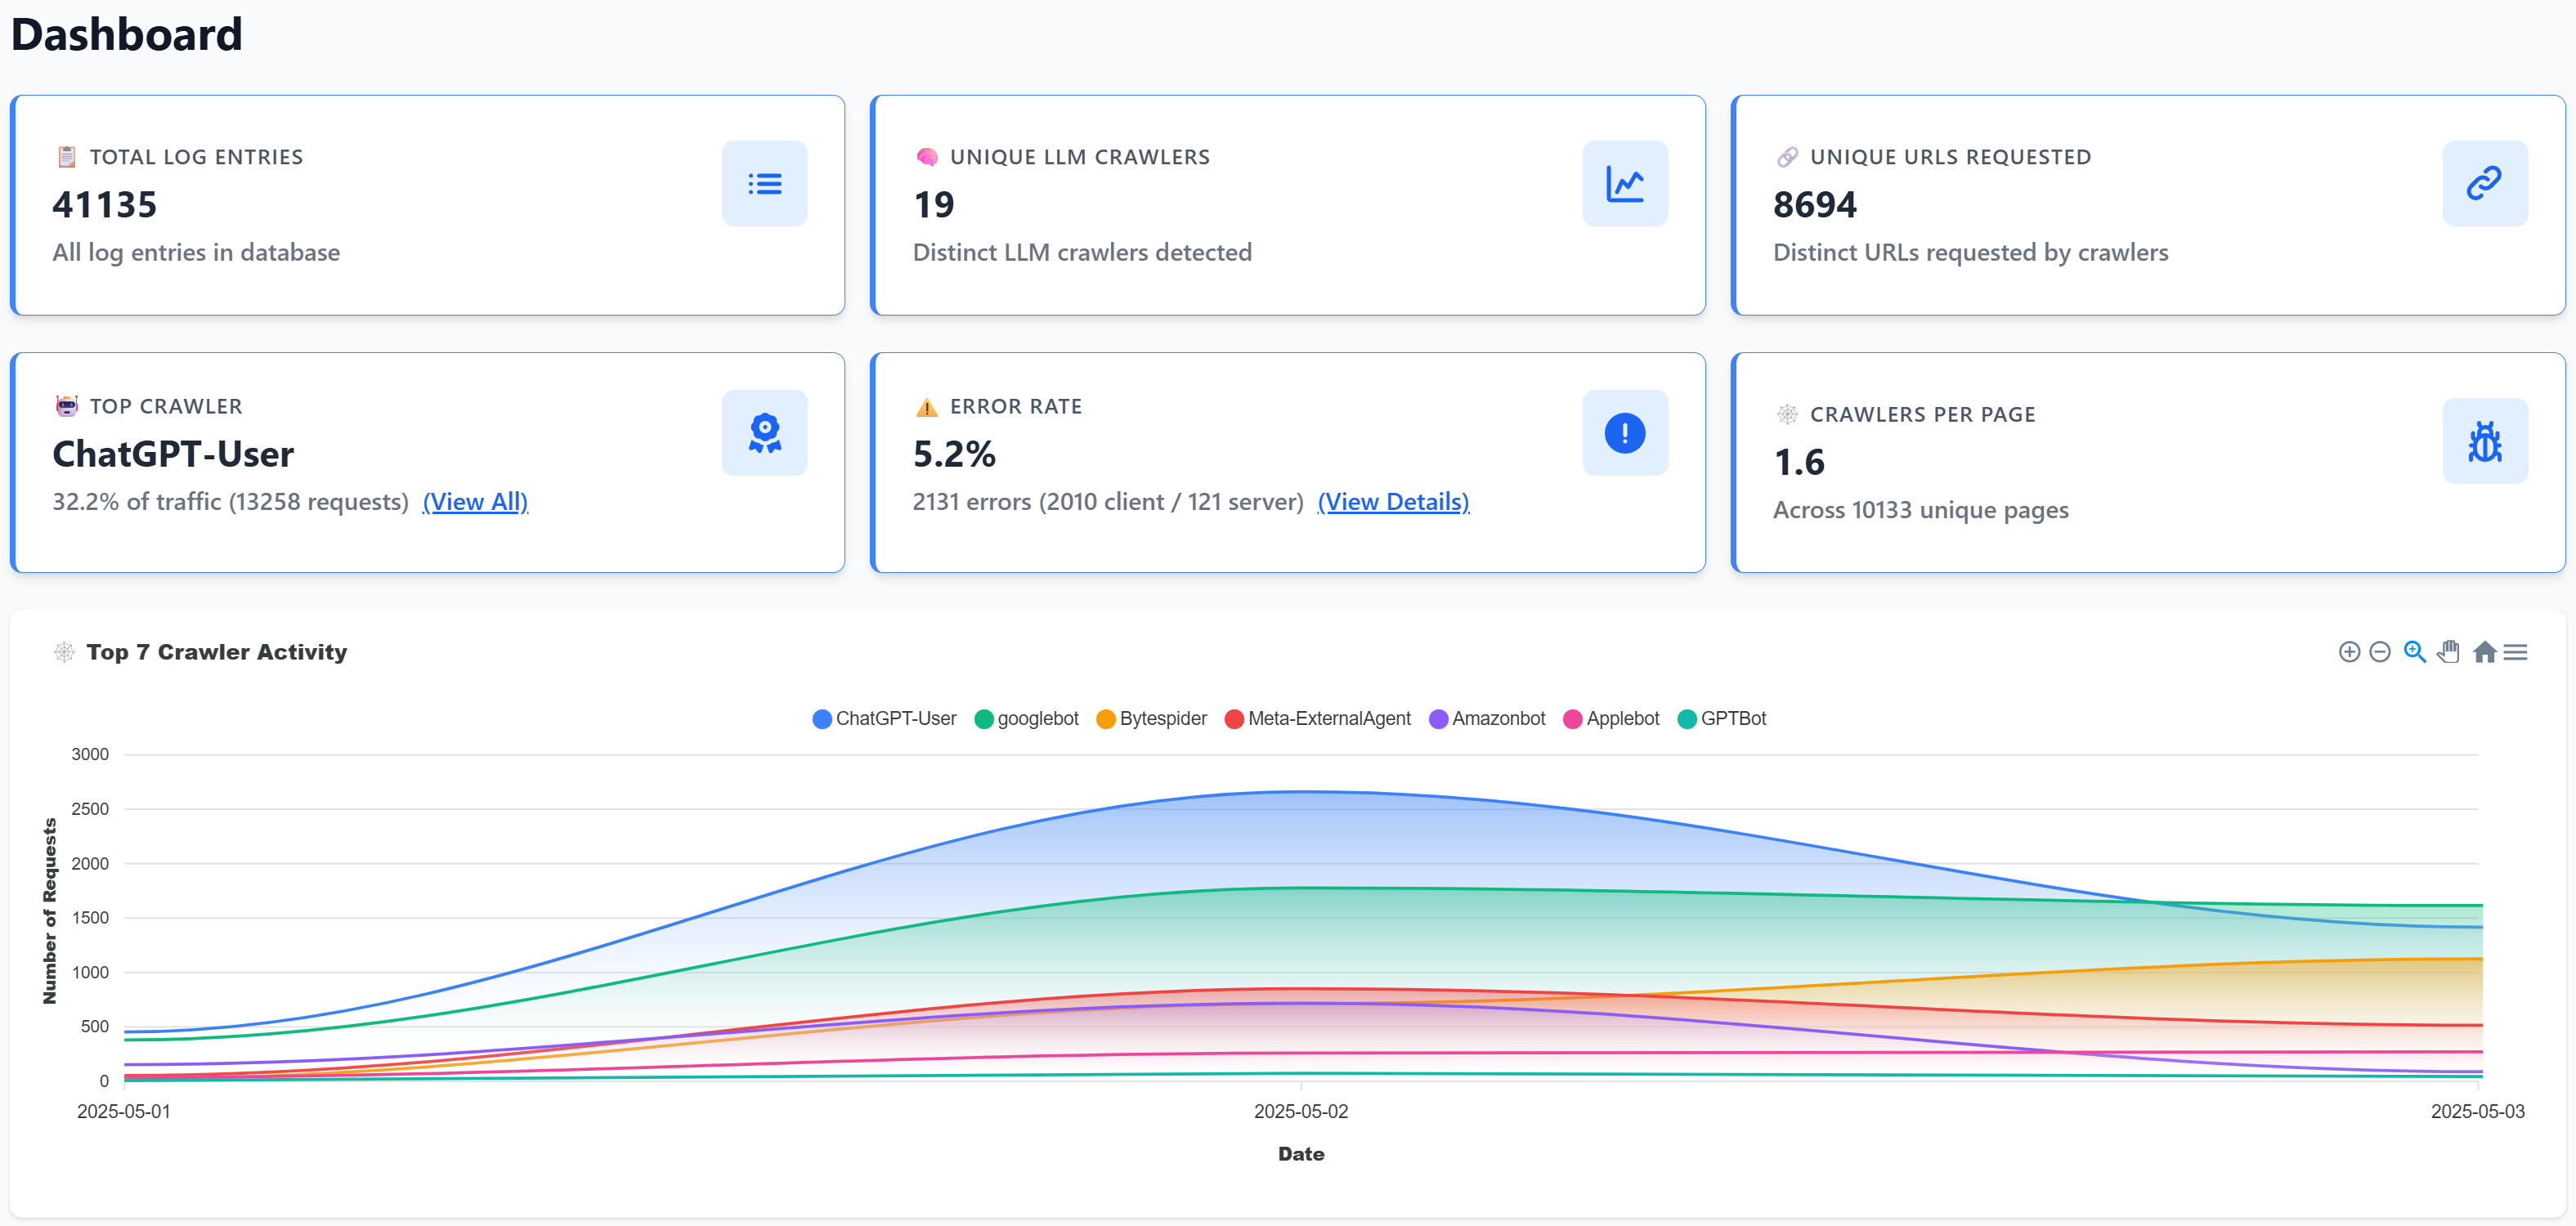 Dashboard
TOTAL LOG ENTRIES
41135
All log entries in database
UNIQUE LLM CRAWLERS
19
Distinct LLM crawlers detected
UNIQUE URLS REQUESTED
8694
Distinct URLs requested by crawlers
TOP CRAWLER
ChatGPT-User
32.2% of traffic (13258 requests) (View All)
ERROR RATE
5.2%
2131 errors (2010 client / 121 server) (View Details)
CRAWLERS PER PAGE
1.6
Across 10133 unique pages
Top 7 Crawler Activity
ChatGPT-User googlebot Bytespider Meta-ExternalAgent Amazonbot Applebot GPTBot
Number of Requests
3000
2500
2000
1500
1000
500
0
2025-05-01 2025-05-02 2025-05-03
Date